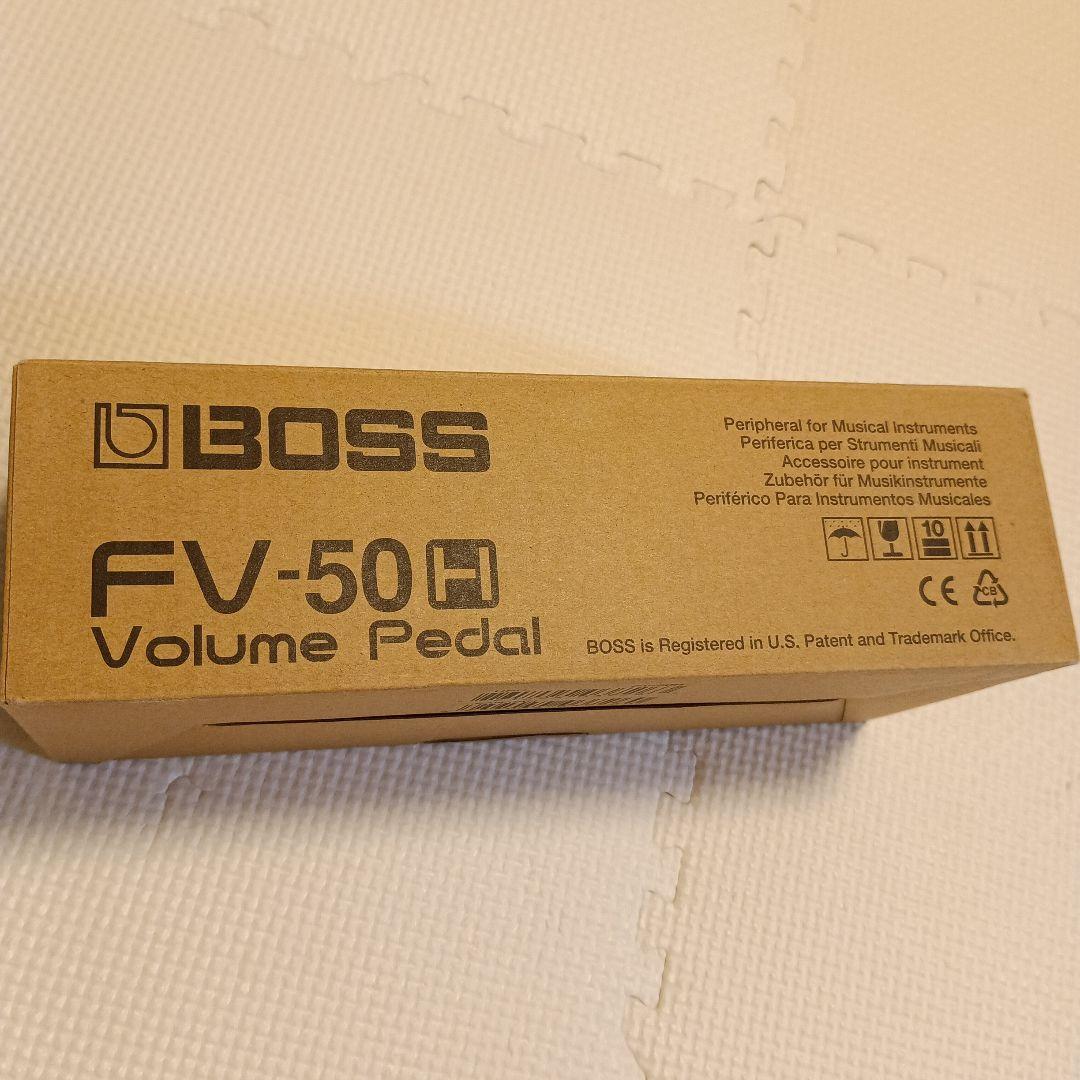 BOSS
FV-50H
Volume Pedal
Peripheral for Musical Instruments
Periferica per Strumenti Musicali
Accessoire pour instrument
Zubehör für Musikinstrumente
Periférico Para Instrumentos Musicales
10
CE
CB
BOSS is Registered in U.S. Patent and Trademark Office.